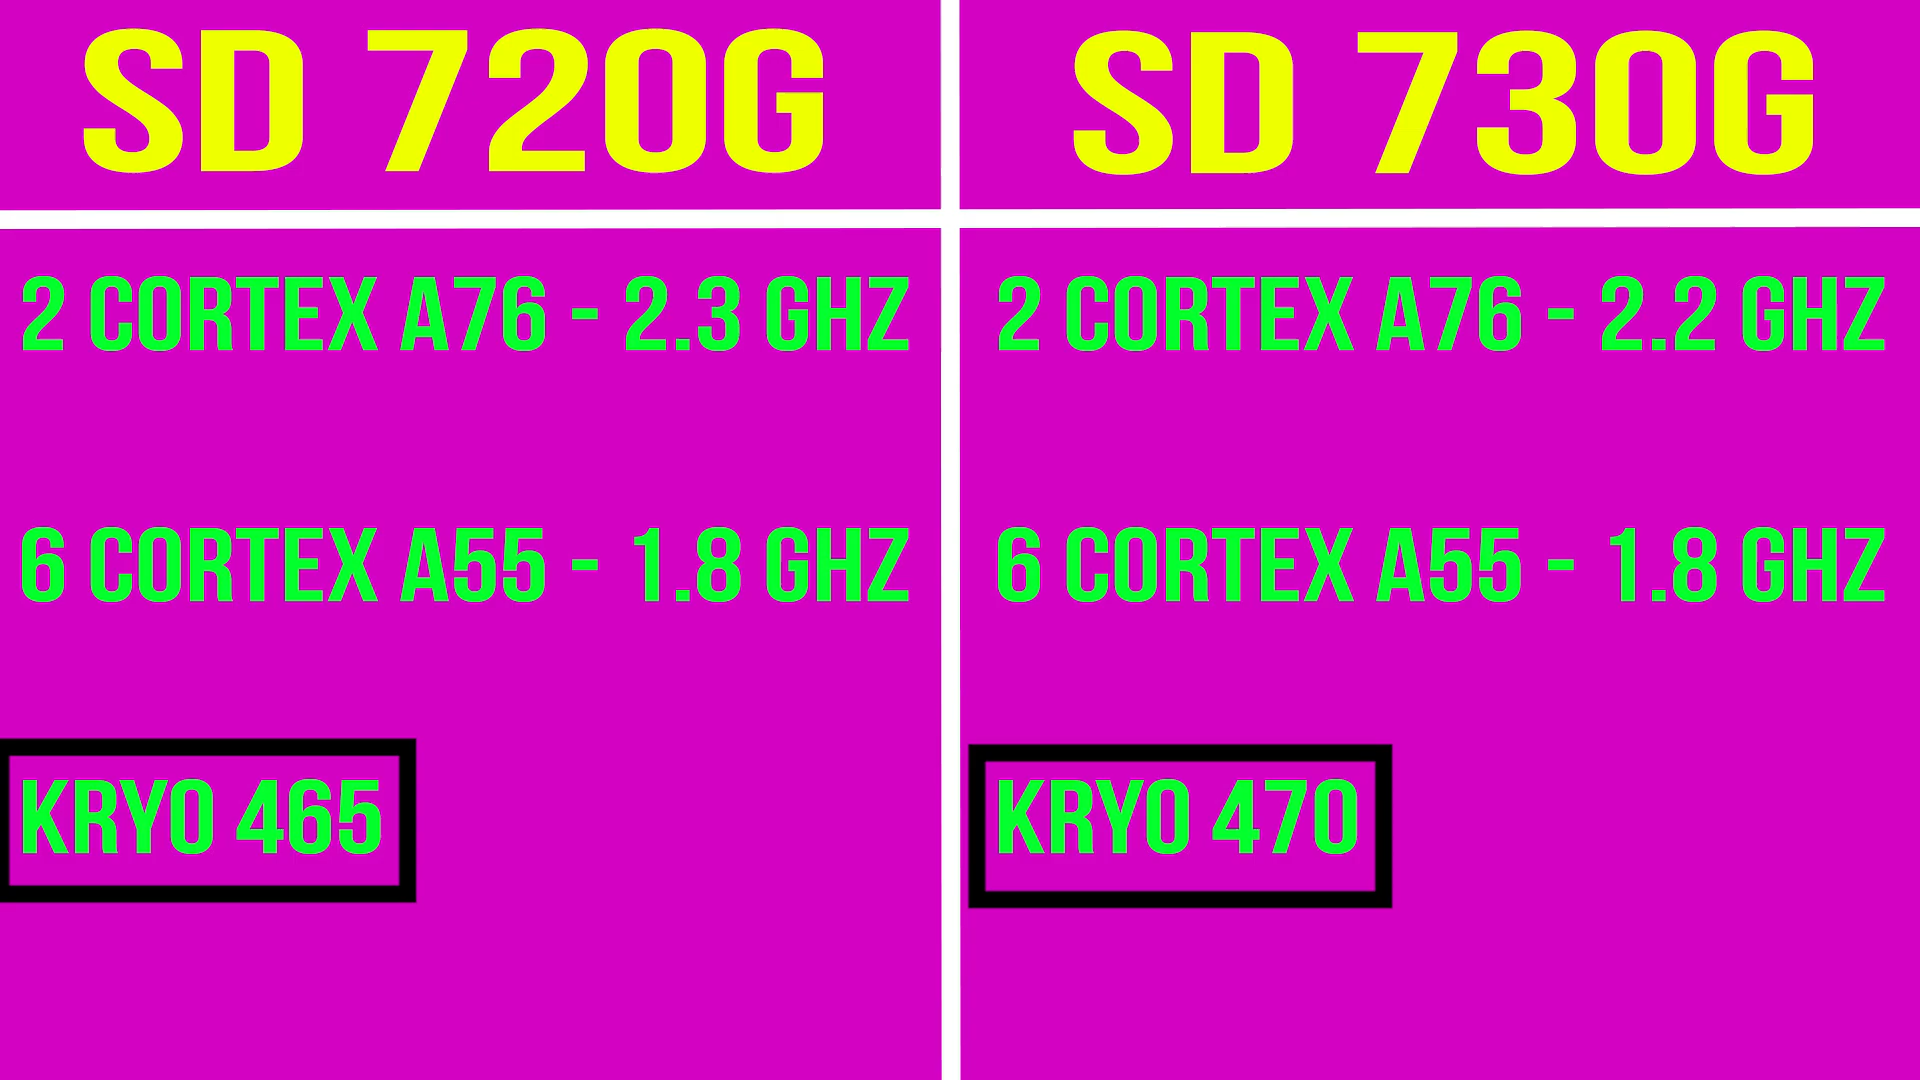 SD 720G
SD 730G
2 CORTEX A76 - 2.3 GHZ
2 CORTEX A76 - 2.2 GHZ
6 CORTEX A55 - 1.8 GHZ
6 CORTEX A55 - 1.8 GHZ
KRYO 465
KRYO 470